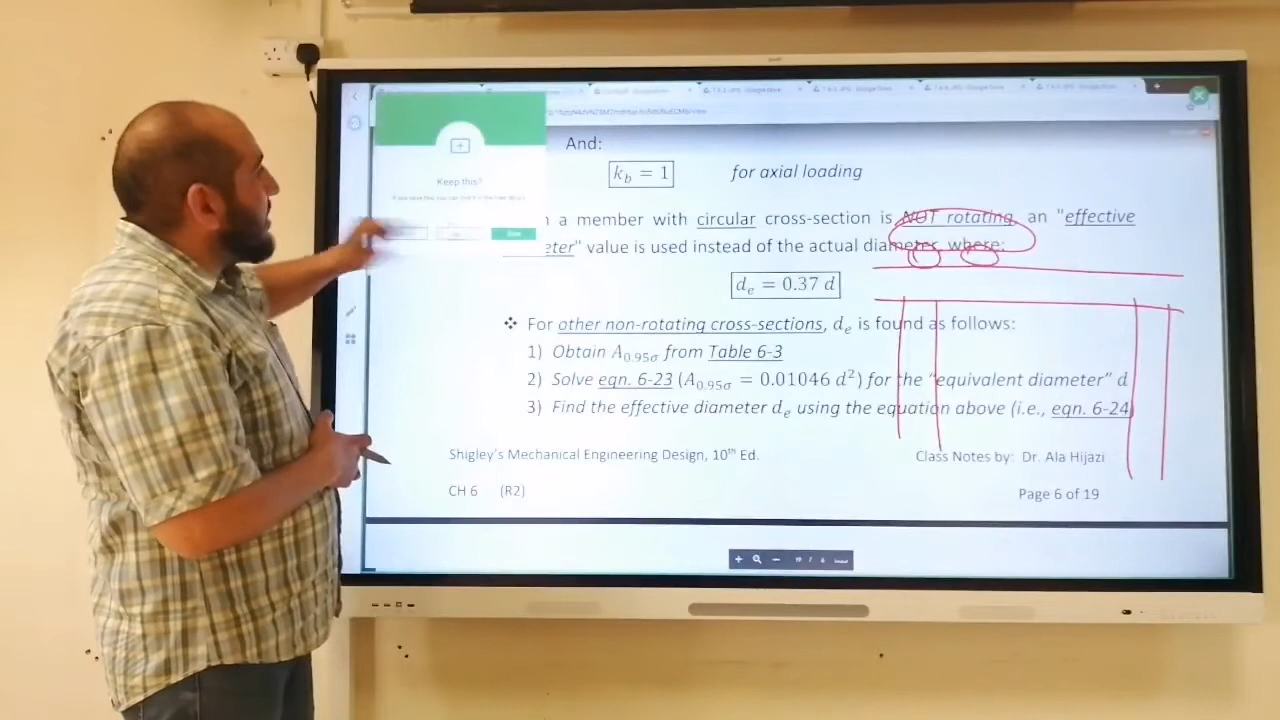 And:
k_b = 1 for axial loading
Keep this?
a member with circular cross-section is NOT rotating, an "effective
" value is used instead of the actual diameter, where:
Save
d_e = 0.37 d
❖ For other non-rotating cross-sections, d_e is found as follows:
1) Obtain A_0.95σ from Table 6-3
2) Solve eqn. 6-23 (A_0.95σ = 0.01046 d²) for the "equivalent diameter" d
3) Find the effective diameter d_e using the equation above (i.e., eqn. 6-24)
Shigley's Mechanical Engineering Design, 10th Ed. Class Notes by: Dr. Ala Hijazi
CH 6 (R2) Page 6 of 19